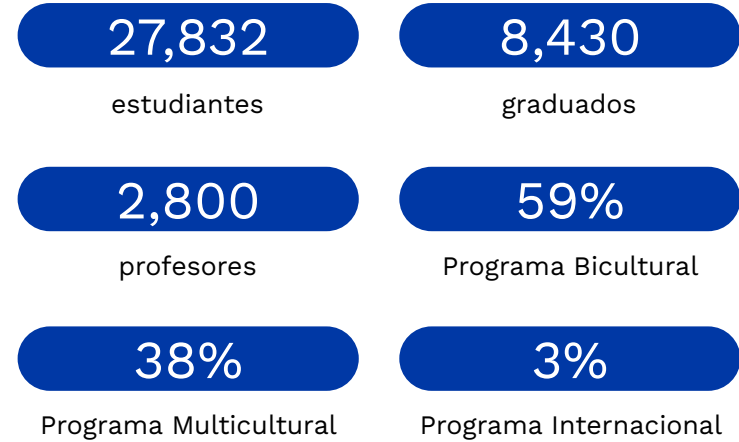 27,832
estudiantes
8,430
graduados
2,800
profesores
59%
Programa Bicultural
38%
Programa Multicultural
3%
Programa Internacional